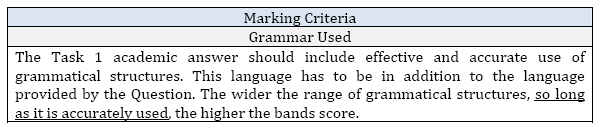 Marking Criteria
Grammar Used
The Task 1 academic answer should include effective and accurate use of
grammatical structures. This language has to be in addition to the language
provided by the Question. The wider the range of grammatical structures, so long
as it is accurately used, the higher the bands score.